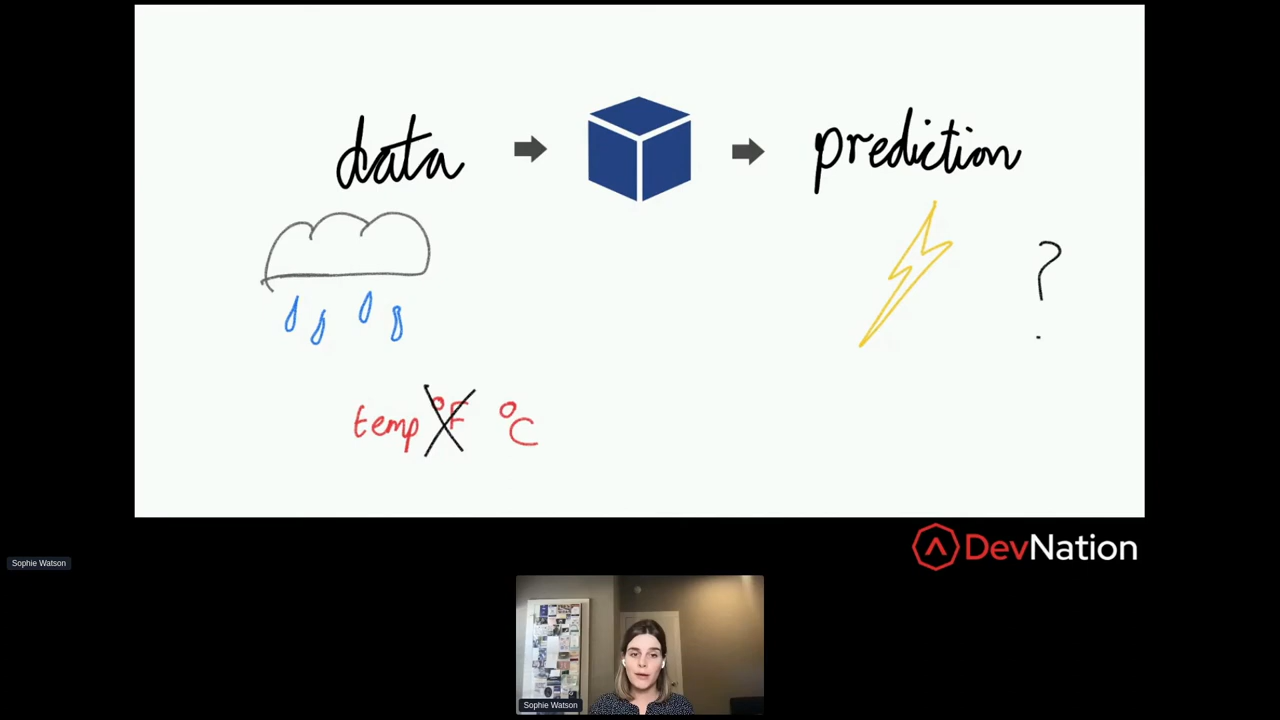 data prediction
?
temp °F °C
DevNation
Sophie Watson
Sophie Watson